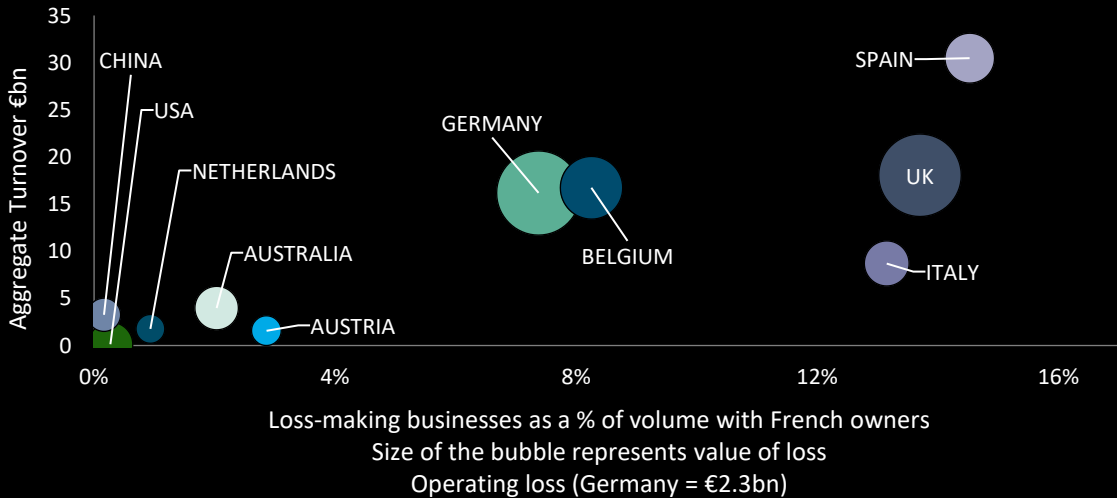 Aggregate Turnover €bn
35
30
25
20
15
10
5
0
CHINA
USA
NETHERLANDS
AUSTRALIA
AUSTRIA
GERMANY
BELGIUM
SPAIN
UK
ITALY
0%
4%
8%
12%
16%
Loss-making businesses as a % of volume with French owners
Size of the bubble represents value of loss
Operating loss (Germany = €2.3bn)